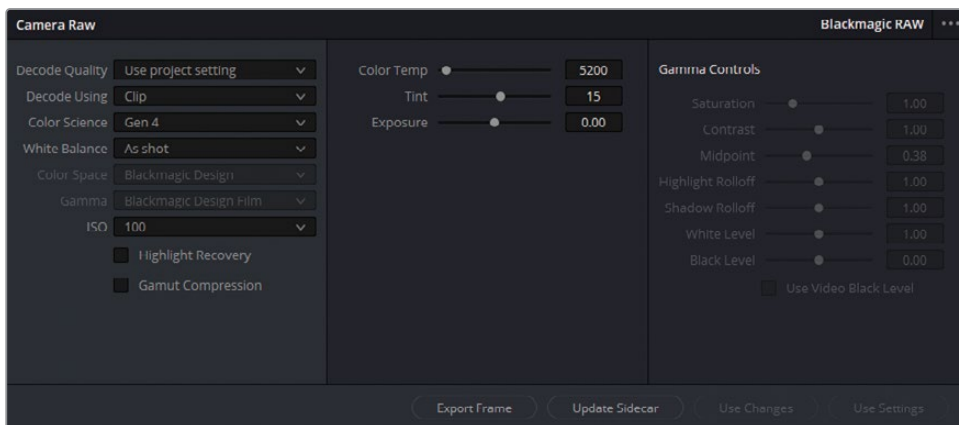 Camera Raw
Blackmagic RAW
Decode Quality Use project setting
Decode Using Clip
Color Science Gen 4
White Balance As shot
Color Space Blackmagic Design
Gamma Blackmagic Design Film
ISO 100
Highlight Recovery
Gamut Compression
Color Temp 5200
Tint 15
Exposure 0.00
Gamma Controls
Saturation 1.00
Contrast 1.00
Midpoint 0.38
Highlight Rolloff 1.00
Shadow Rolloff 1.00
White Level 1.00
Black Level 0.00
Use Video Black Level
Export Frame
Update Sidecar
Use Changes
Use Settings